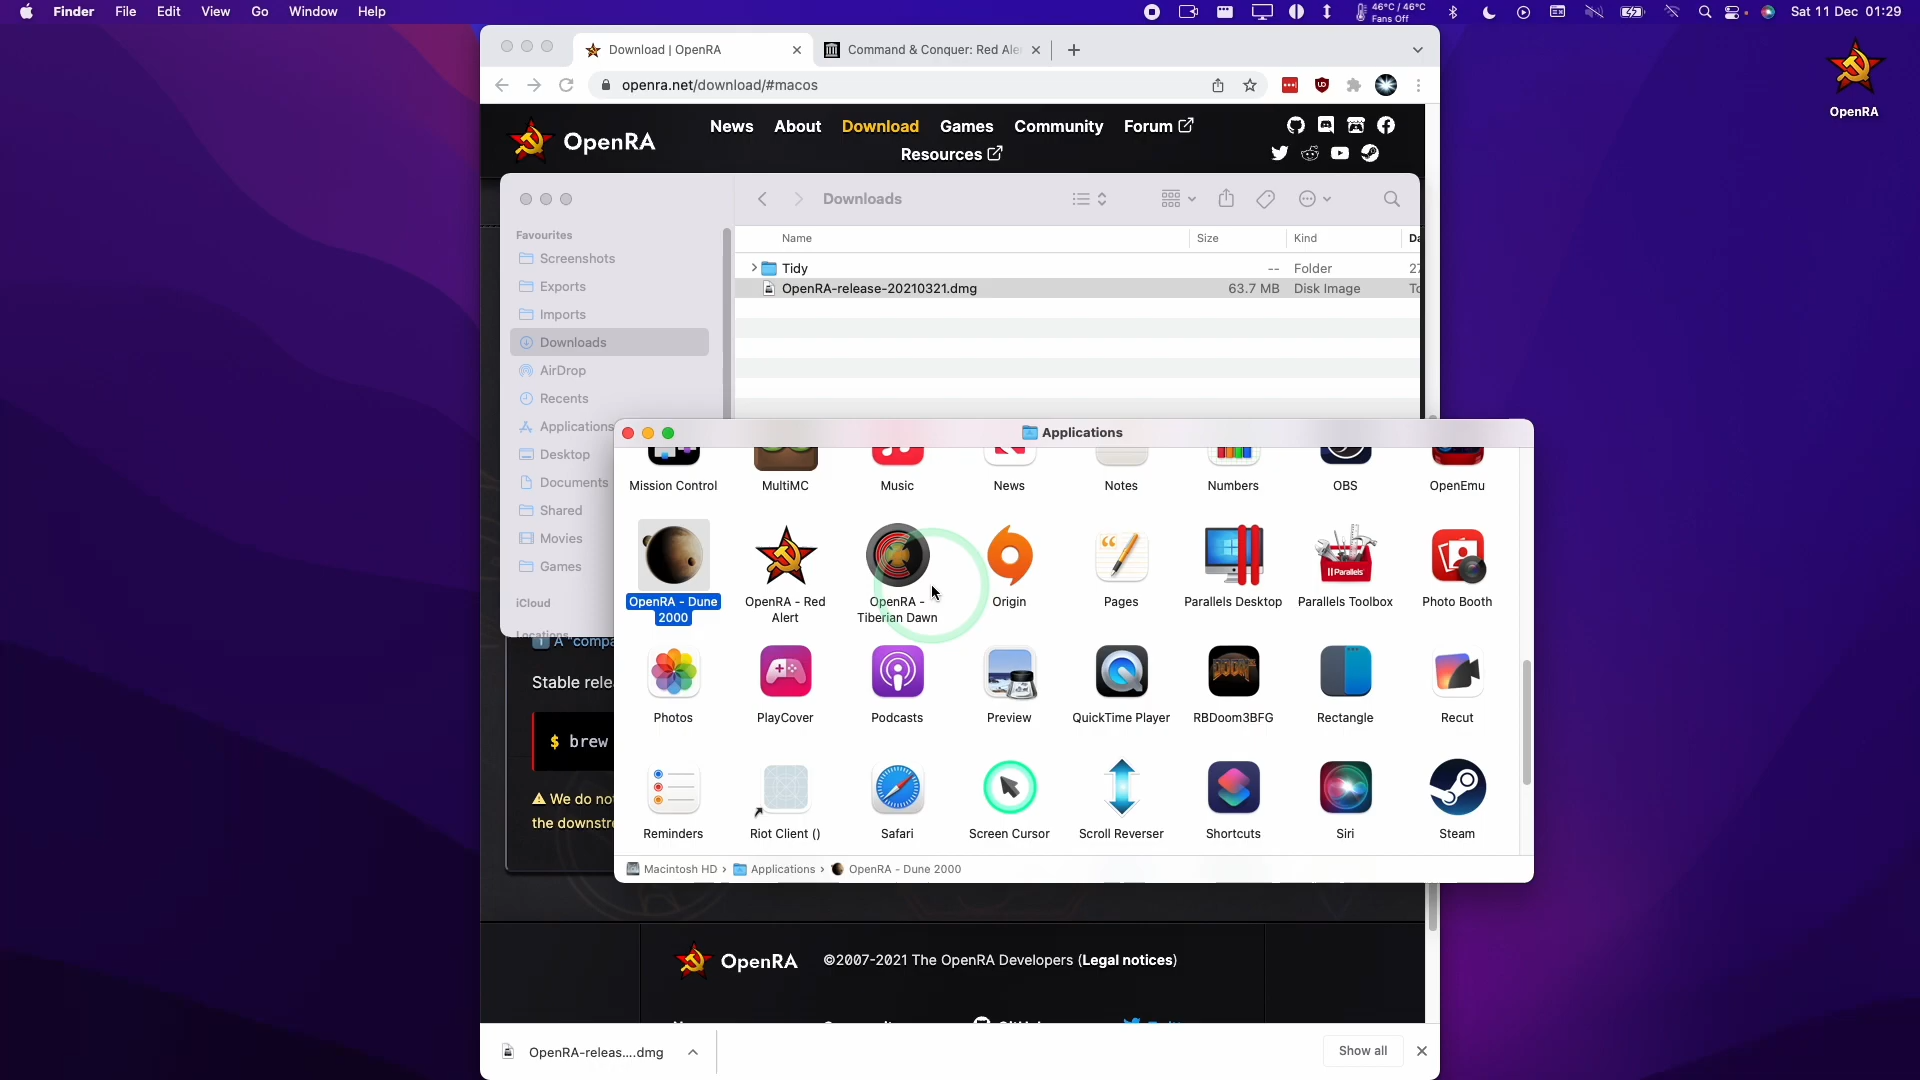 Finder File Edit View Go Window Help
46°C / 46°C
Fans Off
Sat 11 Dec 01:29
Download | OpenRA
Command & Conquer: Red Ale
openra.net/download/#macos
OpenRA
OpenRA
News About Download Games Community Forum
Resources
Downloads
Favourites
Screenshots
Exports
Imports
Downloads
AirDrop
Recents
Applications
Desktop
Documents
Shared
Movies
Games
iCloud
Locations
Name Size Kind Da
Tidy -- Folder 27
OpenRA-release-20210321.dmg 63.7 MB Disk Image To
Applications
Mission Control MultiMC Music News Notes Numbers OBS OpenEmu
OpenRA - Dune 2000
OpenRA - Red Alert
OpenRA - Tiberian Dawn
Origin Pages Parallels Desktop Parallels Toolbox Photo Booth
Photos PlayCover Podcasts Preview QuickTime Player RBDoom3BFG Rectangle Recut
Reminders Riot Client () Safari Screen Cursor Scroll Reverser Shortcuts Siri Steam
Macintosh HD › Applications › OpenRA - Dune 2000
A "compa
Stable rele
$ brew
We do no
the downstr
OpenRA
©2007-2021 The OpenRA Developers (Legal notices)
OpenRA-releas....dmg
Show all